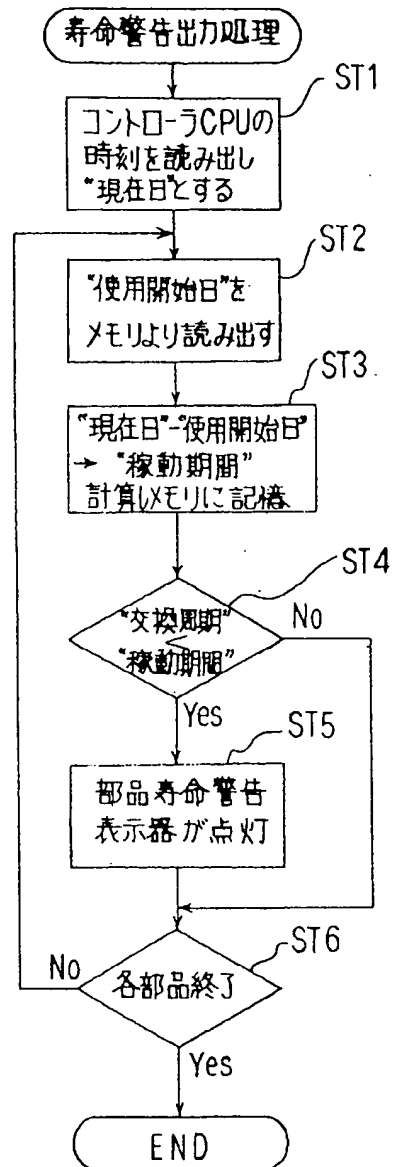 寿命警告出力処理
ST1
コントローラCPUの
時刻を読み出し
“現在日”とする
ST2
“使用開始日”を
メモリより読み出す
ST3
“現在日”-“使用開始日”
→ “稼動期間”
計算しメモリに記憶
ST4
“交換周期”
<
“稼動期間”
No
Yes
ST5
部品寿命警告
表示器が点灯
ST6
各部品終了
No
Yes
END